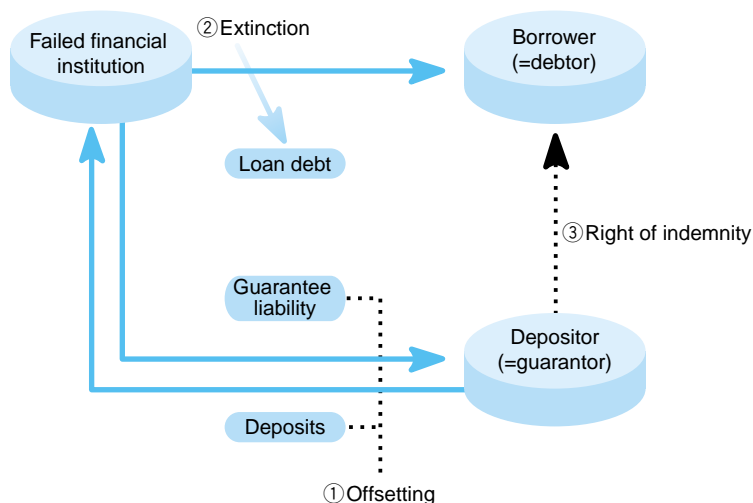 ②Extinction
Failed financial
institution
Borrower
(=debtor)
Loan debt
③Right of indemnity
Guarantee
liability
Depositor
(=guarantor)
Deposits
①Offsetting